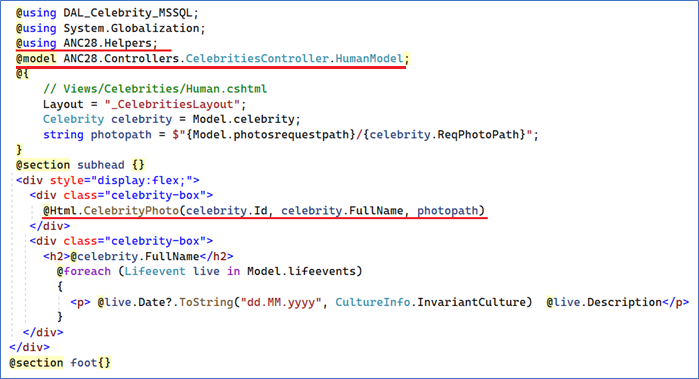 @using DAL_Celebrity_MSSQL;
@using System.Globalization;
@using ANC28.Helpers;
@model ANC28.Controllers.CelebritiesController.HumanModel;
@{
// Views/Celebrities/Human.cshtml
Layout = "_CelebritiesLayout";
Celebrity celebrity = Model.celebrity;
string photopath = $"{Model.photosrequestpath}/{celebrity.ReqPhotoPath}";
}
@section subhead {}
<div style="display:flex;">
<div class="celebrity-box">
@Html.CelebrityPhoto(celebrity.Id, celebrity.FullName, photopath)
</div>
<div class="celebrity-box">
<h2>@celebrity.FullName</h2>
@foreach (Lifeevent live in Model.lifeevents)
{
<p> @live.Date?.ToString("dd.MM.yyyy", CultureInfo.InvariantCulture)  @live.Description</p>
}
</div>
</div>
@section foot{}